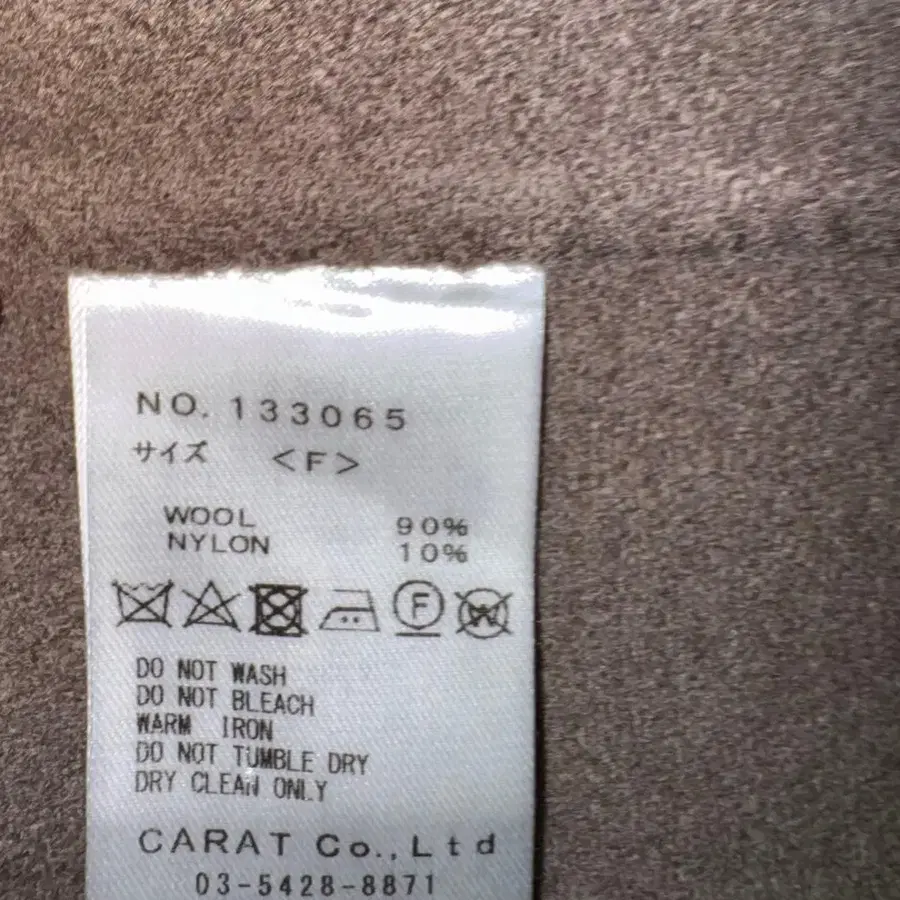 NO. 133065
サイズ <F>
WOOL 90%
NYLON 10%
F W
DO NOT WASH
DO NOT BLEACH
WARM IRON
DO NOT TUMBLE DRY
DRY CLEAN ONLY
CARAT Co., Ltd
03-5428-8871